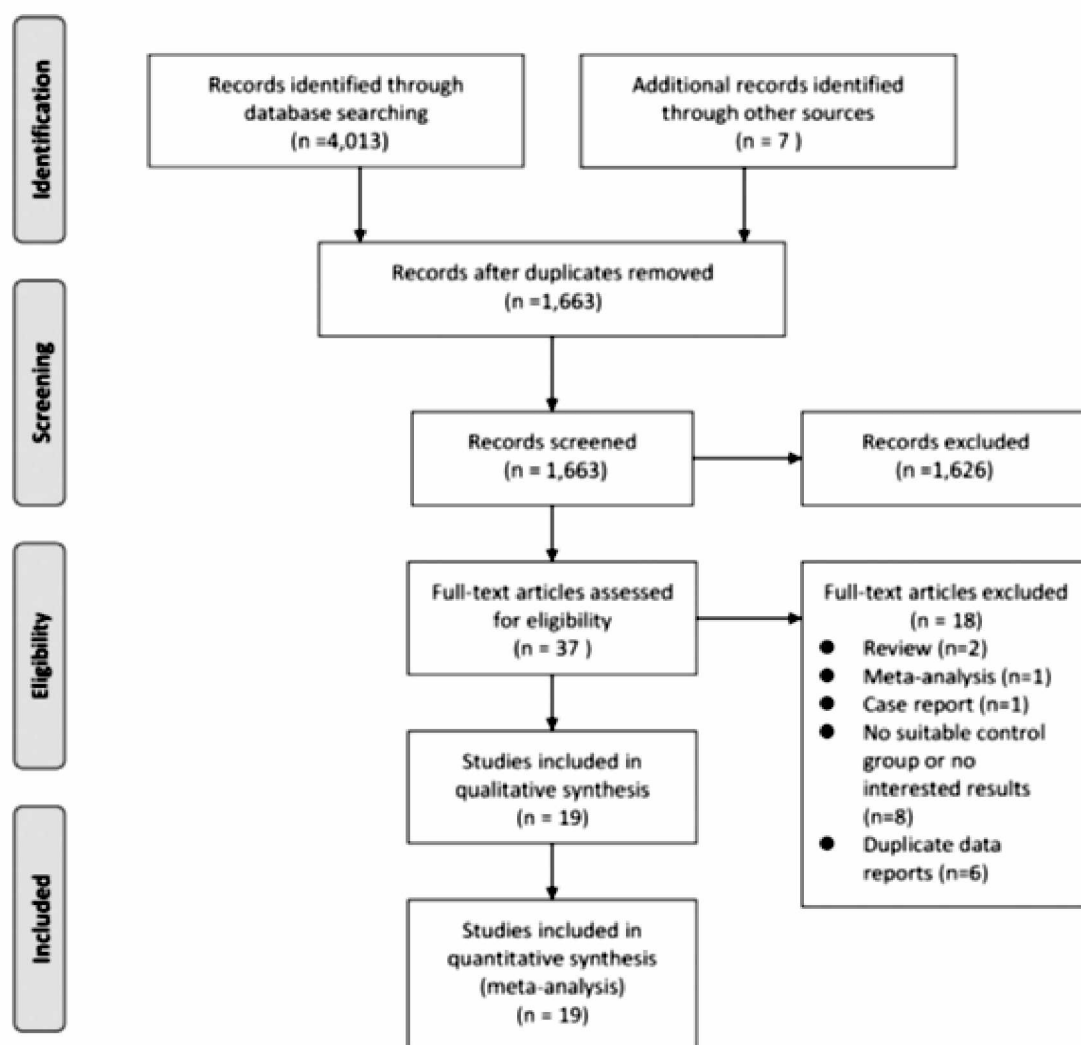 Identification
Records identified through
database searching
(n =4,013)
Additional records identified
through other sources
(n = 7 )
Records after duplicates removed
(n =1,663)
Screening
Records screened
(n = 1,663)
Records excluded
(n =1,626)
Eligibility
Full-text articles assessed
for eligibility
(n = 37 )
Full-text articles excluded
(n = 18)
● Review (n=2)
● Meta-analysis (n=1)
● Case report (n=1)
● No suitable control
group or no
interested results
(n=8)
● Duplicate data
reports (n=6)
Studies included in
qualitative synthesis
(n = 19)
Included
Studies included in
quantitative synthesis
(meta-analysis)
(n = 19)